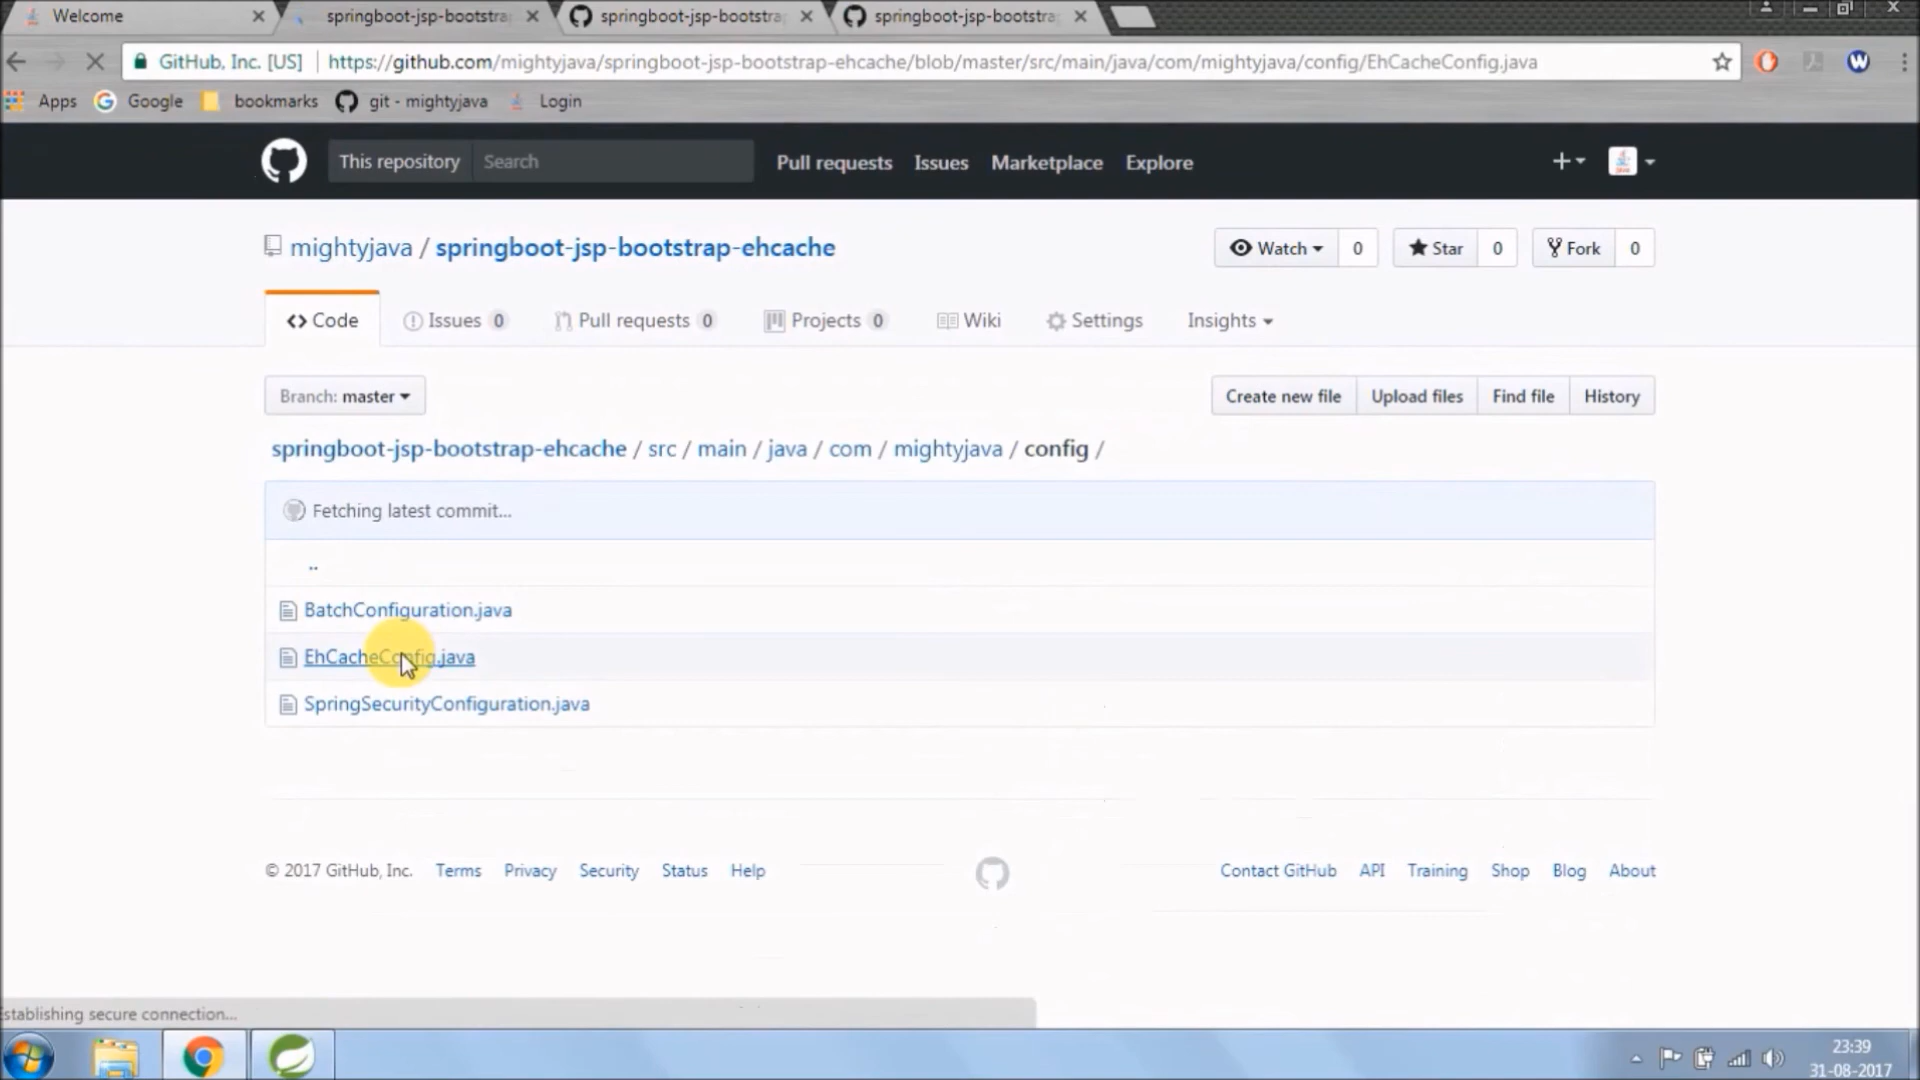 Welcome
springboot-jsp-bootstra
springboot-jsp-bootstra
springboot-jsp-bootstra
GitHub, Inc. [US]
https://github.com/mightyjava/springboot-jsp-bootstrap-ehcache/blob/master/src/main/java/com/mightyjava/config/EhCacheConfig.java
W
Apps Google bookmarks git - mightyjava Login
This repository Search Pull requests Issues Marketplace Explore
mightyjava / springboot-jsp-bootstrap-ehcache
Watch 0 Star 0 Fork 0
<> Code Issues 0 Pull requests 0 Projects 0 Wiki Settings Insights
Branch: master
Create new file Upload files Find file History
springboot-jsp-bootstrap-ehcache / src / main / java / com / mightyjava / config /
Fetching latest commit...
..
BatchConfiguration.java
EhCacheConfig.java
SpringSecurityConfiguration.java
© 2017 GitHub, Inc. Terms Privacy Security Status Help
Contact GitHub API Training Shop Blog About
stablishing secure connection...
23:39
31-08-2017